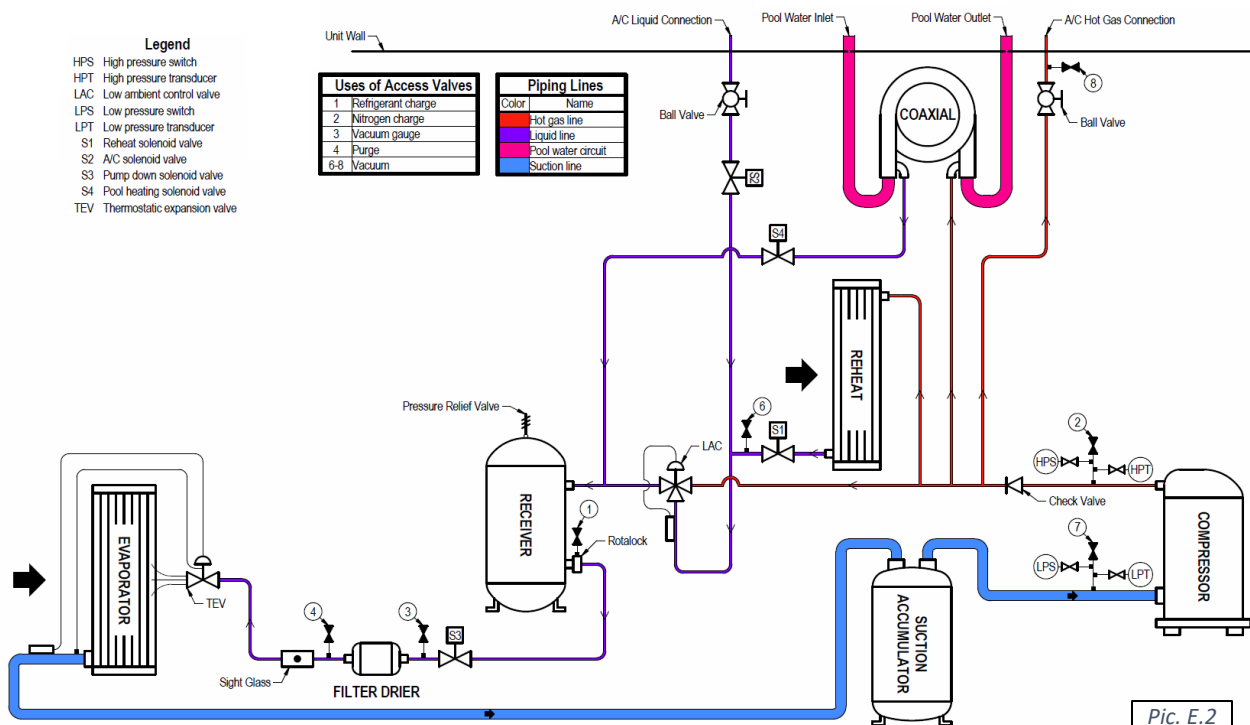 A/C Liquid Connection
Pool Water Inlet
Pool Water Outlet
A/C Hot Gas Connection
Unit Wall
Legend
HPS High pressure switch
HPT High pressure transducer
LAC Low ambient control valve
LPS Low pressure switch
LPT Low pressure transducer
S1 Reheat solenoid valve
S2 A/C solenoid valve
S3 Pump down solenoid valve
S4 Pool heating solenoid valve
TEV Thermostatic expansion valve
Uses of Access Valves
1 Refrigerant charge
2 Nitrogen charge
3 Vacuum gauge
4 Purge
6-8 Vacuum
Piping Lines
Color Name
Hot gas line
Liquid line
Pool water circuit
Suction line
Ball Valve
S2
COAXIAL
8
Ball Valve
S4
REHEAT
Pressure Relief Valve
6
S1
LAC
2
HPS
HPT
Check Valve
COMPRESSOR
RECEIVER
1
Rotalock
7
LPS
LPT
EVAPORATOR
TEV
4
3
S3
Sight Glass
FILTER DRIER
SUCTION
ACCUMULATOR
Pic. E.2